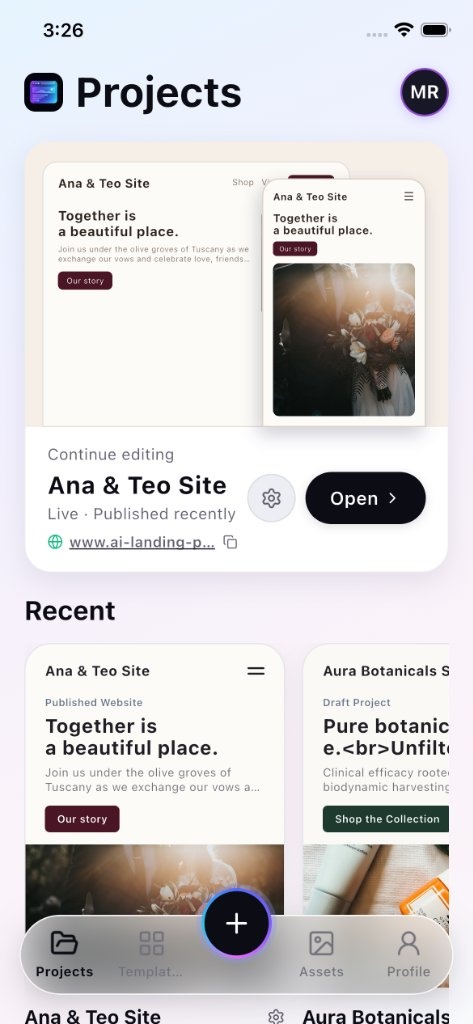 3:26
Projects
MR
Ana & Teo Site
Shop
Together is
a beautiful place.
Join us under the olive groves of Tuscany as we
exchange our vows and celebrate love, friends...
Our story
Ana & Teo Site
Together is
a beautiful place.
Our story
Continue editing
Ana & Teo Site
Live · Published recently
www.ai-landing-p...
Open
Recent
Ana & Teo Site
Published Website
Together is
a beautiful place.
Join us under the olive groves of
Tuscany as we exchange our vows a...
Our story
Aura Botanicals S
Draft Project
Pure botanic
e.<br>Unfilt
Clinical efficacy roote
biodynamic harvesting
Shop the Collection
Projects
Templat...
Assets
Profile
Ana & Teo Site
Aura Botanicals